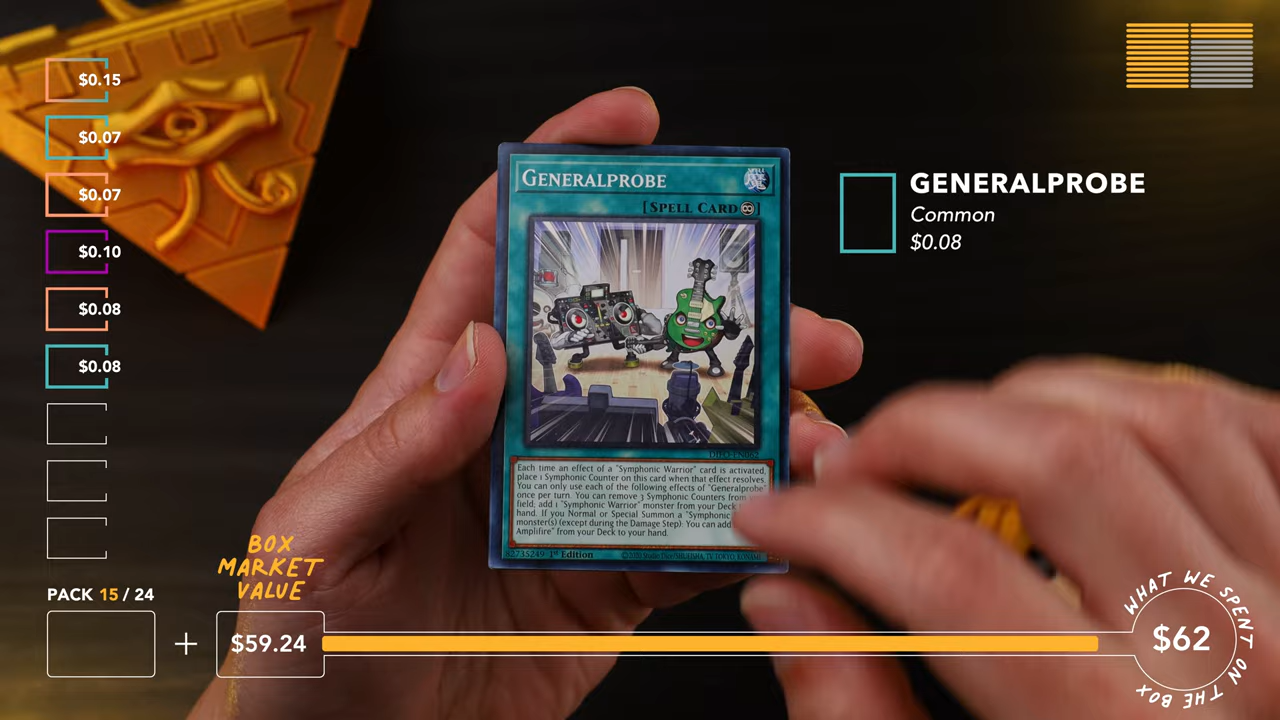 $0.15
$0.07
$0.07
$0.10
$0.08
$0.08
GENERALPROBE
[SPELL CARD]
Each time an effect of a "Symphonic Warrior" card is activated,
place 1 Symphonic Counter on this card when that effect resolves.
You can only use each of the following effects of "Generalprobe"
once per turn. You can remove 3 Symphonic Counters from
field; add 1 "Symphonic Warrior" monster from your Deck
hand. If you Normal or Special Summon a "Symphonic
monster(s) (except during the Damage Step): You can add
Amplifire" from your Deck to your hand.
82735249 1st Edition
GENERALPROBE
Common
$0.08
BOX
MARKET
VALUE
PACK 15 / 24
+
$59.24
WHAT WE SPENT ON THE BOX
$62